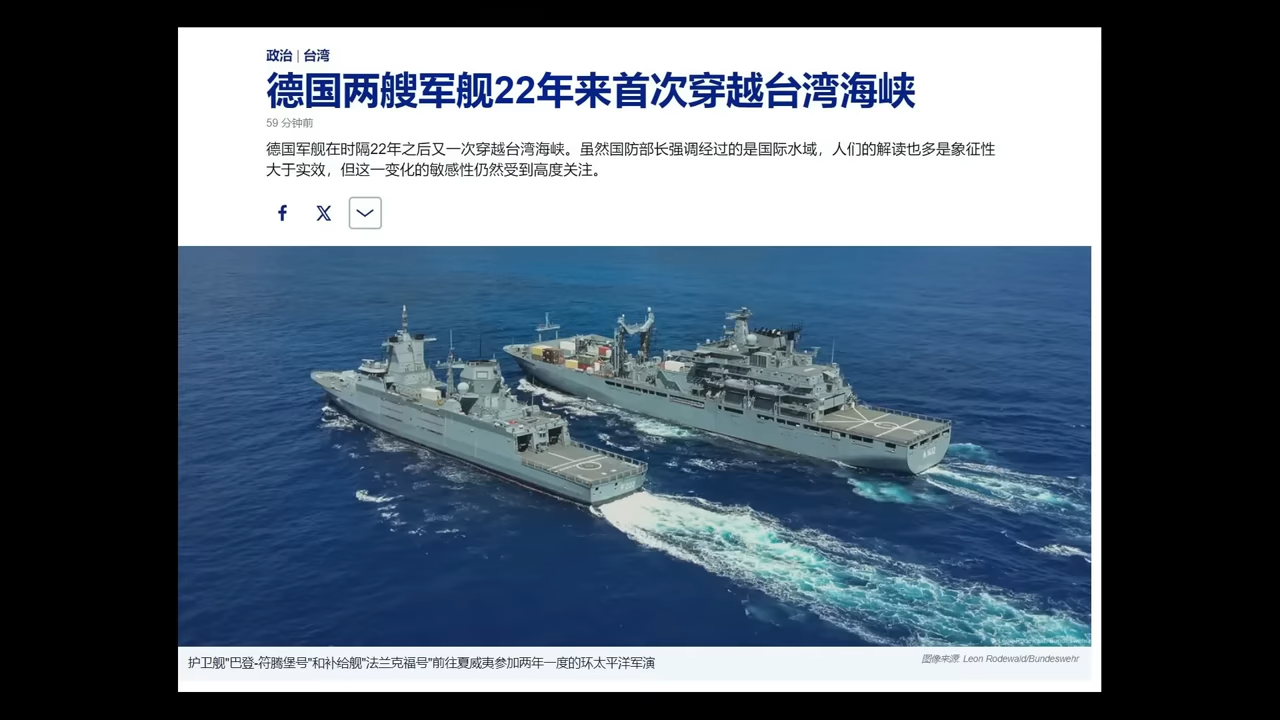 政治 | 台湾
德国两艘军舰22年来首次穿越台湾海峡
59 分钟前
德国军舰在时隔22年之后又一次穿越台湾海峡。虽然国防部长强调经过的是国际水域，人们的解读也多是象征性
大于实效，但这一变化的敏感性仍然受到高度关注。
护卫舰"巴登-符腾堡号"和补给舰"法兰克福号"前往夏威夷参加两年一度的环太平洋军演
图像来源: Leon Rodewald/Bundeswehr